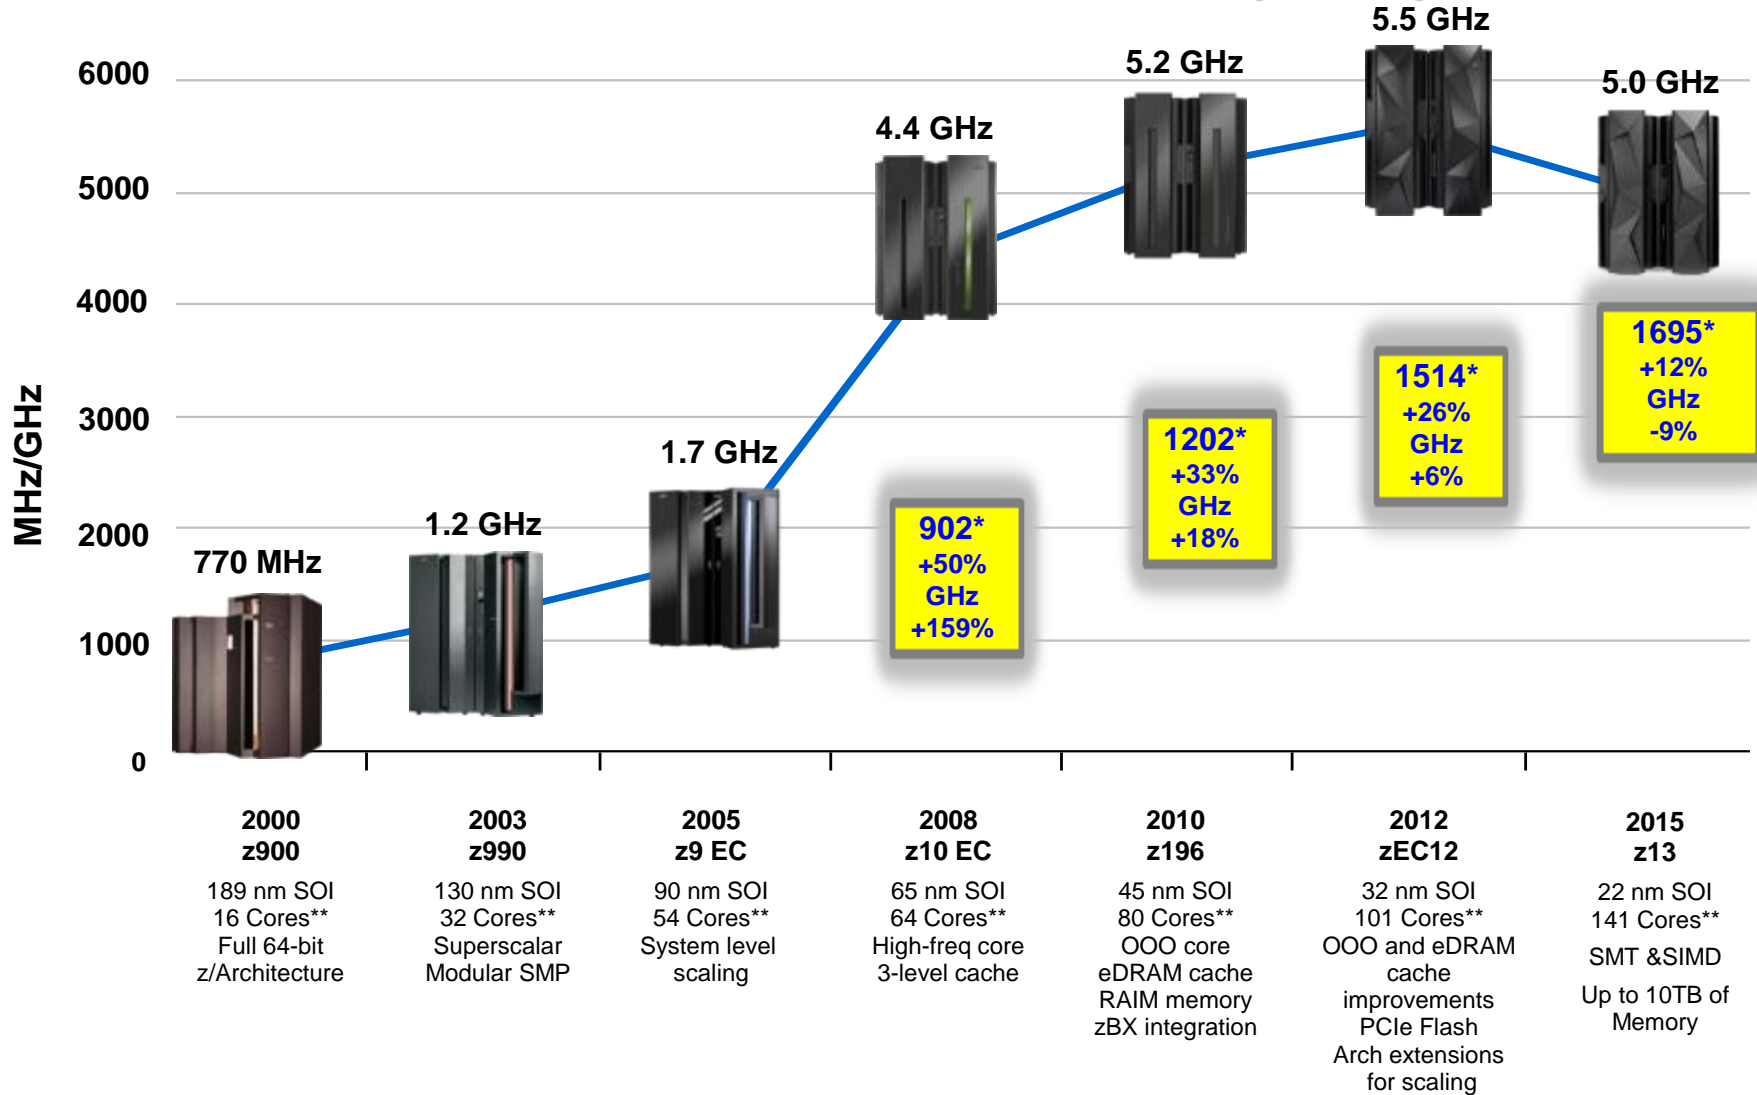 5.5 GHz
5.2 GHz
5.0 GHz
4.4 GHz
1.7 GHz
1.2 GHz
770 MHz
6000
5000
4000
3000
2000
1000
0
MHz/GHz
902*
+50%
GHz
+159%
1202*
+33%
GHz
+18%
1514*
+26%
GHz
+6%
1695*
+12%
GHz
-9%
2000
z900
189 nm SOI
16 Cores**
Full 64-bit
z/Architecture
2003
z990
130 nm SOI
32 Cores**
Superscalar
Modular SMP
2005
z9 EC
90 nm SOI
54 Cores**
System level
scaling
2008
z10 EC
65 nm SOI
64 Cores**
High-freq core
3-level cache
2010
z196
45 nm SOI
80 Cores**
OOO core
eDRAM cache
RAIM memory
zBX integration
2012
zEC12
32 nm SOI
101 Cores**
OOO and eDRAM
cache
improvements
PCIe Flash
Arch extensions
for scaling
2015
z13
22 nm SOI
141 Cores**
SMT &SIMD
Up to 10TB of
Memory